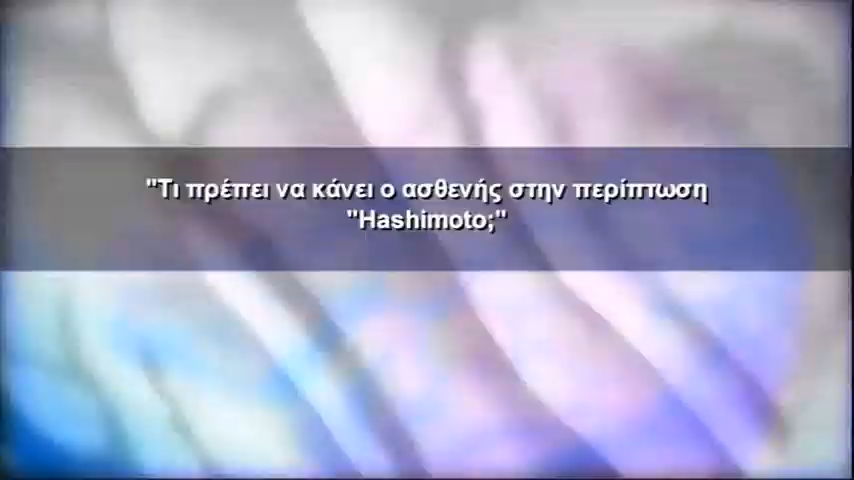 "Τι πρέπει να κάνει ο ασθενής στην περίπτωση
"Hashimoto;"